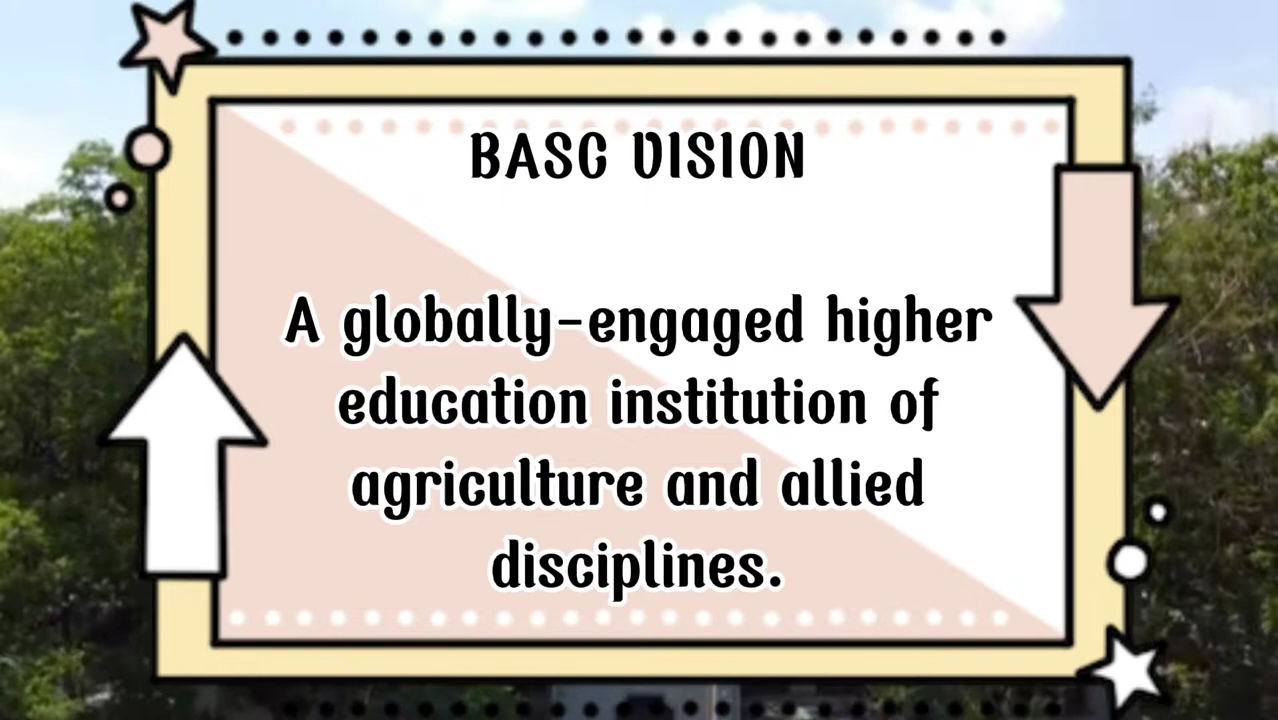 BASC VISION
A globally-engaged higher
education institution of
agriculture and allied
disciplines.